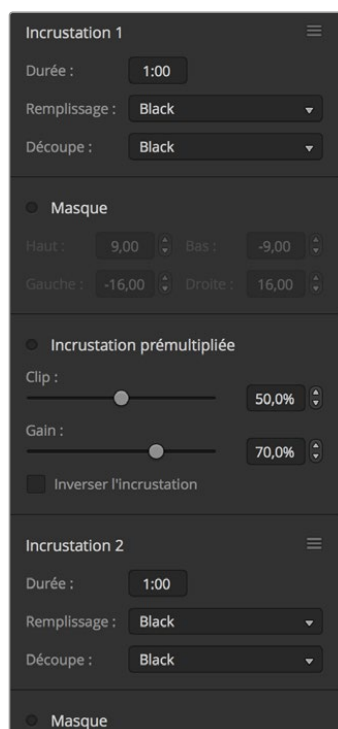 Incrustation 1
Durée : 1:00
Remplissage : Black
Découpe : Black
Masque
Haut : 9,00 Bas : -9,00
Gauche : -16,00 Droite : 16,00
Incrustation prémultipliée
Clip :
50,0%
Gain :
70,0%
Inverser l'incrustation
Incrustation 2
Durée : 1:00
Remplissage : Black
Découpe : Black
Masque